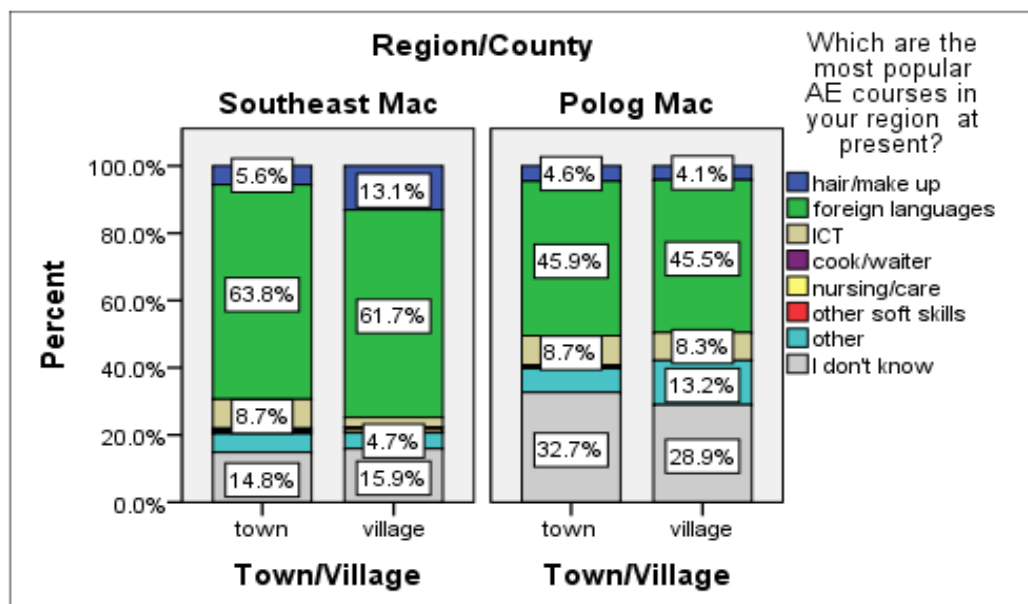 Region/County
Southeast Mac
Polog Mac
Which are the
most popular
AE courses in
your region at
present?
hair/make up
foreign languages
ICT
cook/waiter
nursing/care
other soft skills
other
I don't know
Percent
100.0%
80.0%
60.0%
40.0%
20.0%
0.0%
5.6%
63.8%
8.7%
14.8%
13.1%
61.7%
4.7%
15.9%
4.6%
45.9%
8.7%
32.7%
4.1%
45.5%
8.3%
13.2%
28.9%
town
village
town
village
Town/Village
Town/Village